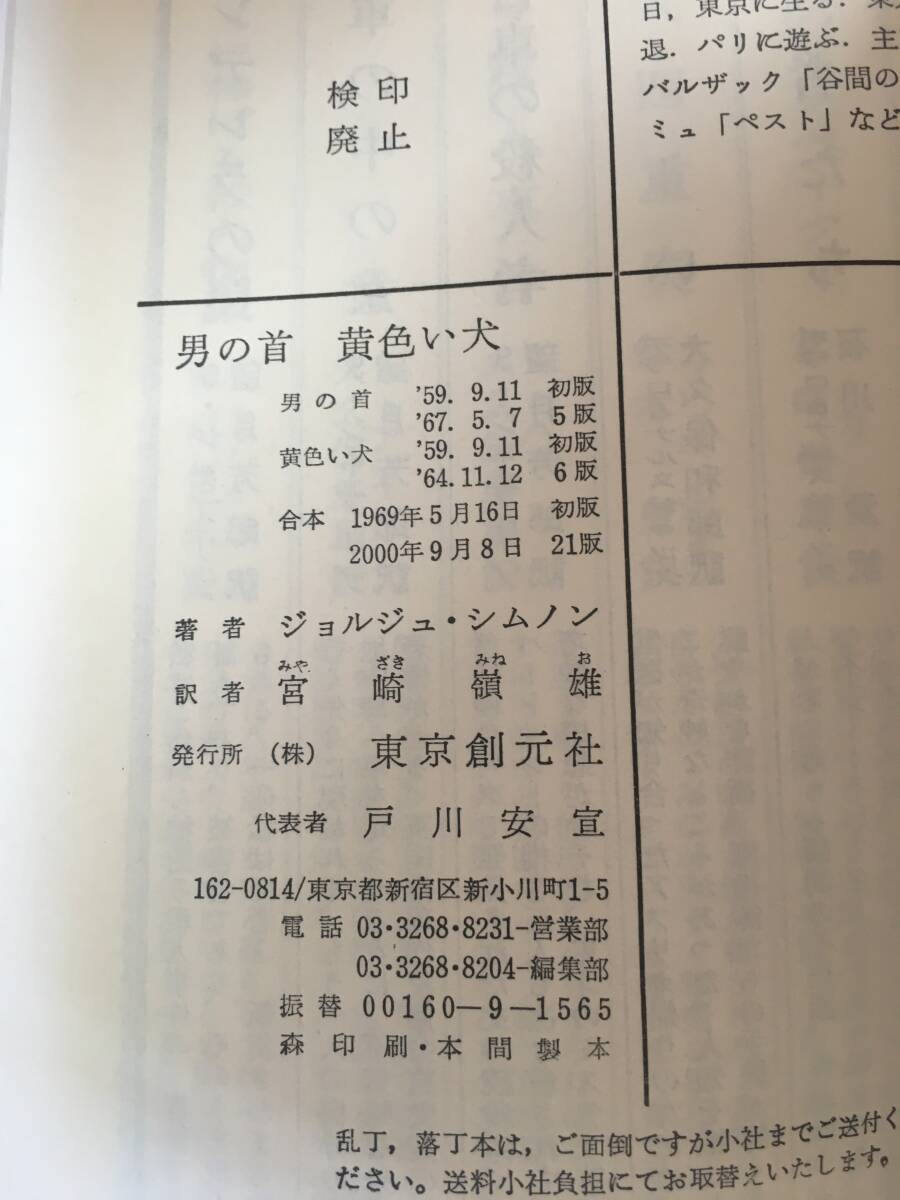 日, 東京に生る. 東
退. パリに遊ぶ. 主
バルザック「谷間の
ミュ「ペスト」など
検印
廃止
男の首　黄色い犬
男の首 '59. 9.11 初版
'67. 5. 7 5版
黄色い犬 '59. 9.11 初版
'64.11.12 6版
合本 1969年5月16日 初版
2000年9月8日 21版
著者 ジョルジュ・シムノン
みや ざき みね お
訳者 宮崎嶺雄
発行所 (株) 東京創元社
代表者 戸川安宣
162-0814/東京都新宿区新小川町1-5
電話 03・3268・8231-営業部
03・3268・8204-編集部
振替 00160—9—1565
森印刷・本間製本
乱丁, 落丁本は, ご面倒ですが小社までご送付く
ださい。送料小社負担にてお取替えいたします。